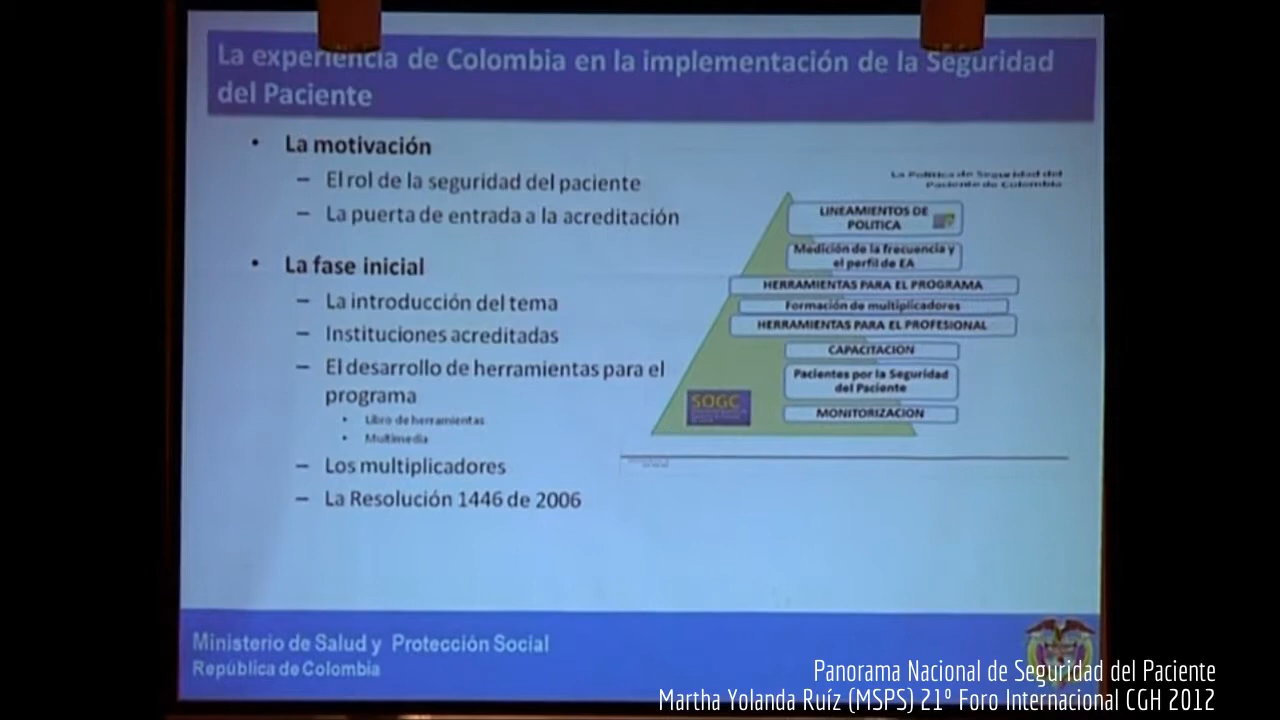 La experiencia de Colombia en la implementación de la Seguridad
del Paciente
• La motivación
– El rol de la seguridad del paciente
– La puerta de entrada a la acreditación
• La fase inicial
– La introducción del tema
– Instituciones acreditadas
– El desarrollo de herramientas para el
programa
• Libro de herramientas
• Multimedia
– Los multiplicadores
– La Resolución 1446 de 2006
La Política de Seguridad del
Paciente de Colombia
LINEAMIENTOS DE
POLITICA
Medición de la frecuencia y
el perfil de EA
HERRAMIENTAS PARA EL PROGRAMA
Formación de multiplicadores
HERRAMIENTAS PARA EL PROFESIONAL
CAPACITACION
Pacientes por la Seguridad
del Paciente
MONITORIZACION
SOGC
Ministerio de Salud y Protección Social
República de Colombia
Panorama Nacional de Seguridad del Paciente
Martha Yolanda Ruíz (MSPS) 21º Foro Internacional CGH 2012